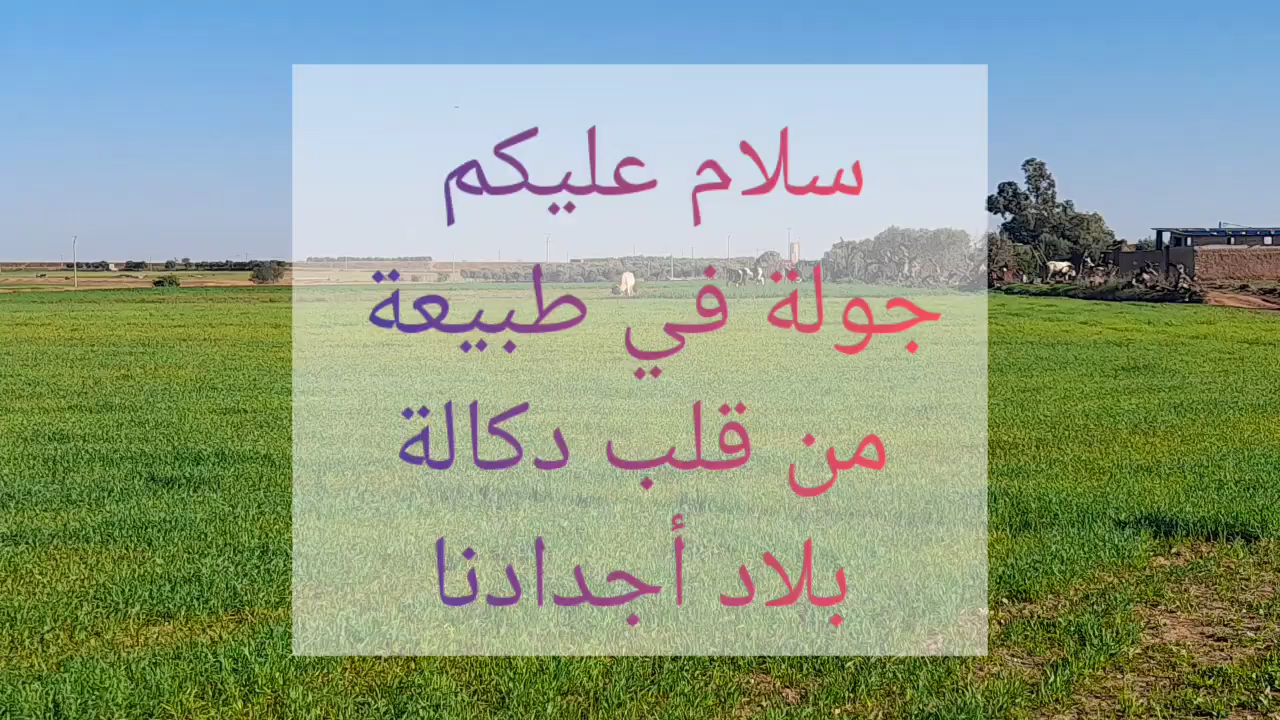 سلام عليكم
جولة في طبيعة
من قلب دكالة
بلاد أجدادنا